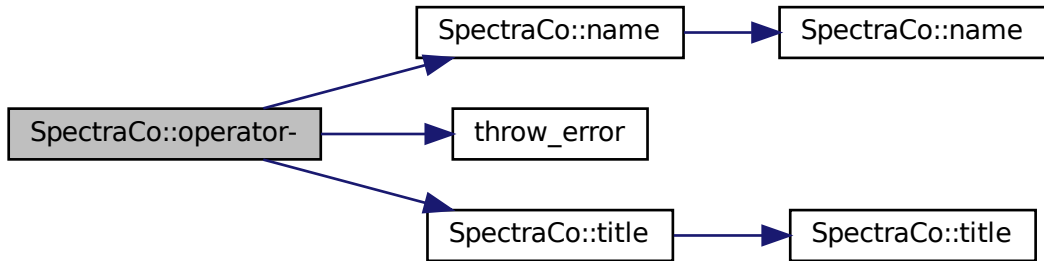 SpectraCo::name
SpectraCo::name
SpectraCo::operator-
throw_error
SpectraCo::title
SpectraCo::title